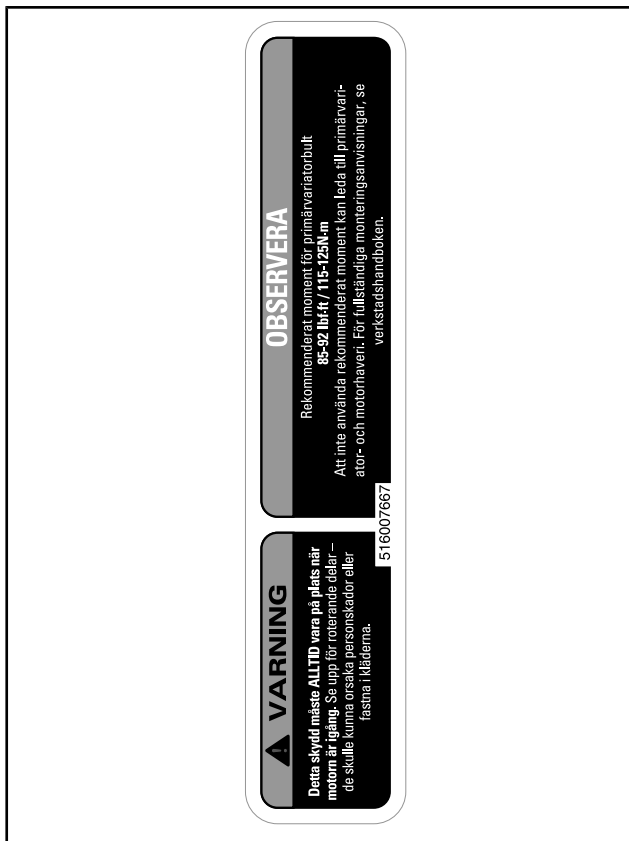 VARNING
Detta skydd måste ALLTID vara på plats när
motorn är igång. Se upp för roterande delar –
de skulle kunna orsaka personskador eller
fastna i kläderna.
OBSERVERA
Rekommenderat moment för primärvariatorbult
85-92 lbf·ft / 115-125N·m
Att inte använda rekommenderat moment kan leda till primärvari-
ator- och motorhaveri. För fullständiga monteringsanvisningar, se
verkstadshandboken.
516007667